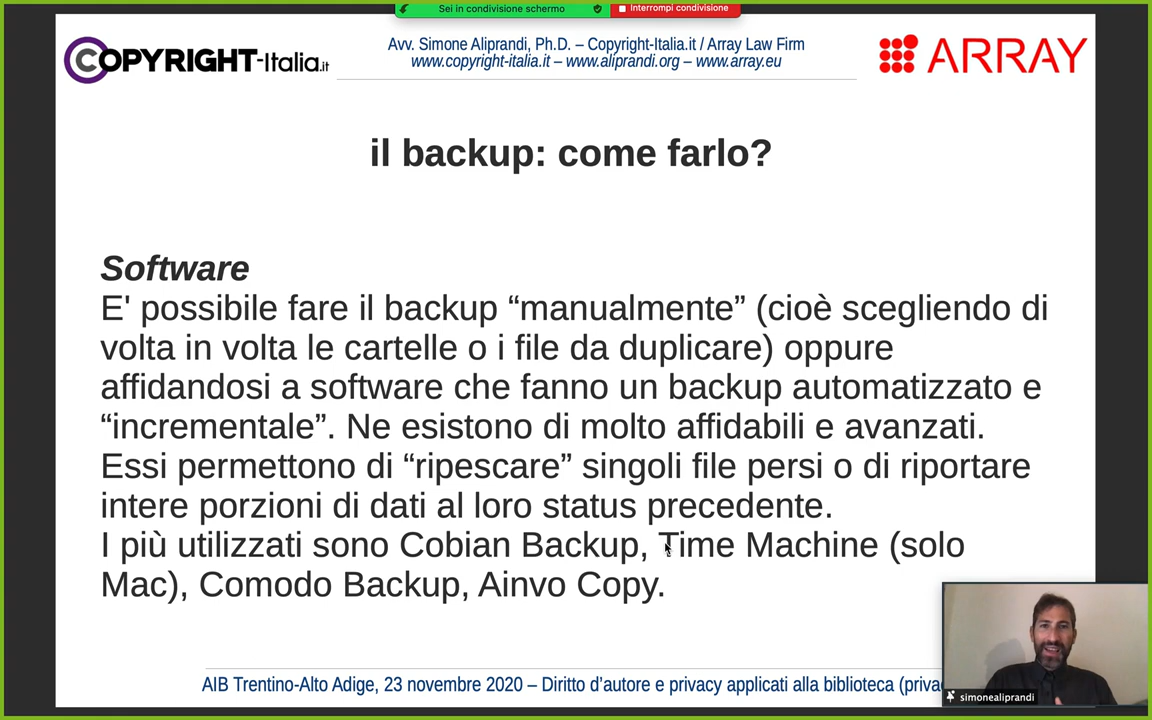 Sei in condivisione schermo
Interrompi condivisione
COPYRIGHT-Italia.it
Avv. Simone Aliprandi, Ph.D. – Copyright-Italia.it / Array Law Firm
www.copyright-italia.it – www.aliprandi.org – www.array.eu
ARRAY
il backup: come farlo?
Software
E' possibile fare il backup “manualmente” (cioè scegliendo di
volta in volta le cartelle o i file da duplicare) oppure
affidandosi a software che fanno un backup automatizzato e
“incrementale”. Ne esistono di molto affidabili e avanzati.
Essi permettono di “ripescare” singoli file persi o di riportare
intere porzioni di dati al loro status precedente.
I più utilizzati sono Cobian Backup, Time Machine (solo
Mac), Comodo Backup, Ainvo Copy.
AIB Trentino-Alto Adige, 23 novembre 2020 – Diritto d’autore e privacy applicati alla biblioteca (priva
simonealiprandi